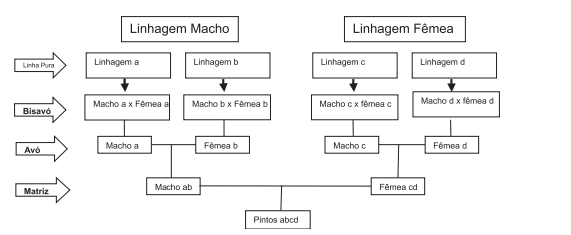 Linhagem Macho
Linhagem Fêmea
Linha Pura
Linhagem a
Linhagem b
Linhagem c
Linhagem d
Bisavó
Macho a x Fêmea a
Macho b x Fêmea b
Macho c x fêmea c
Macho d x fêmea d
Avó
Macho a
Fêmea b
Macho c
Fêmea d
Matriz
Macho ab
Fêmea cd
Pintos abcd